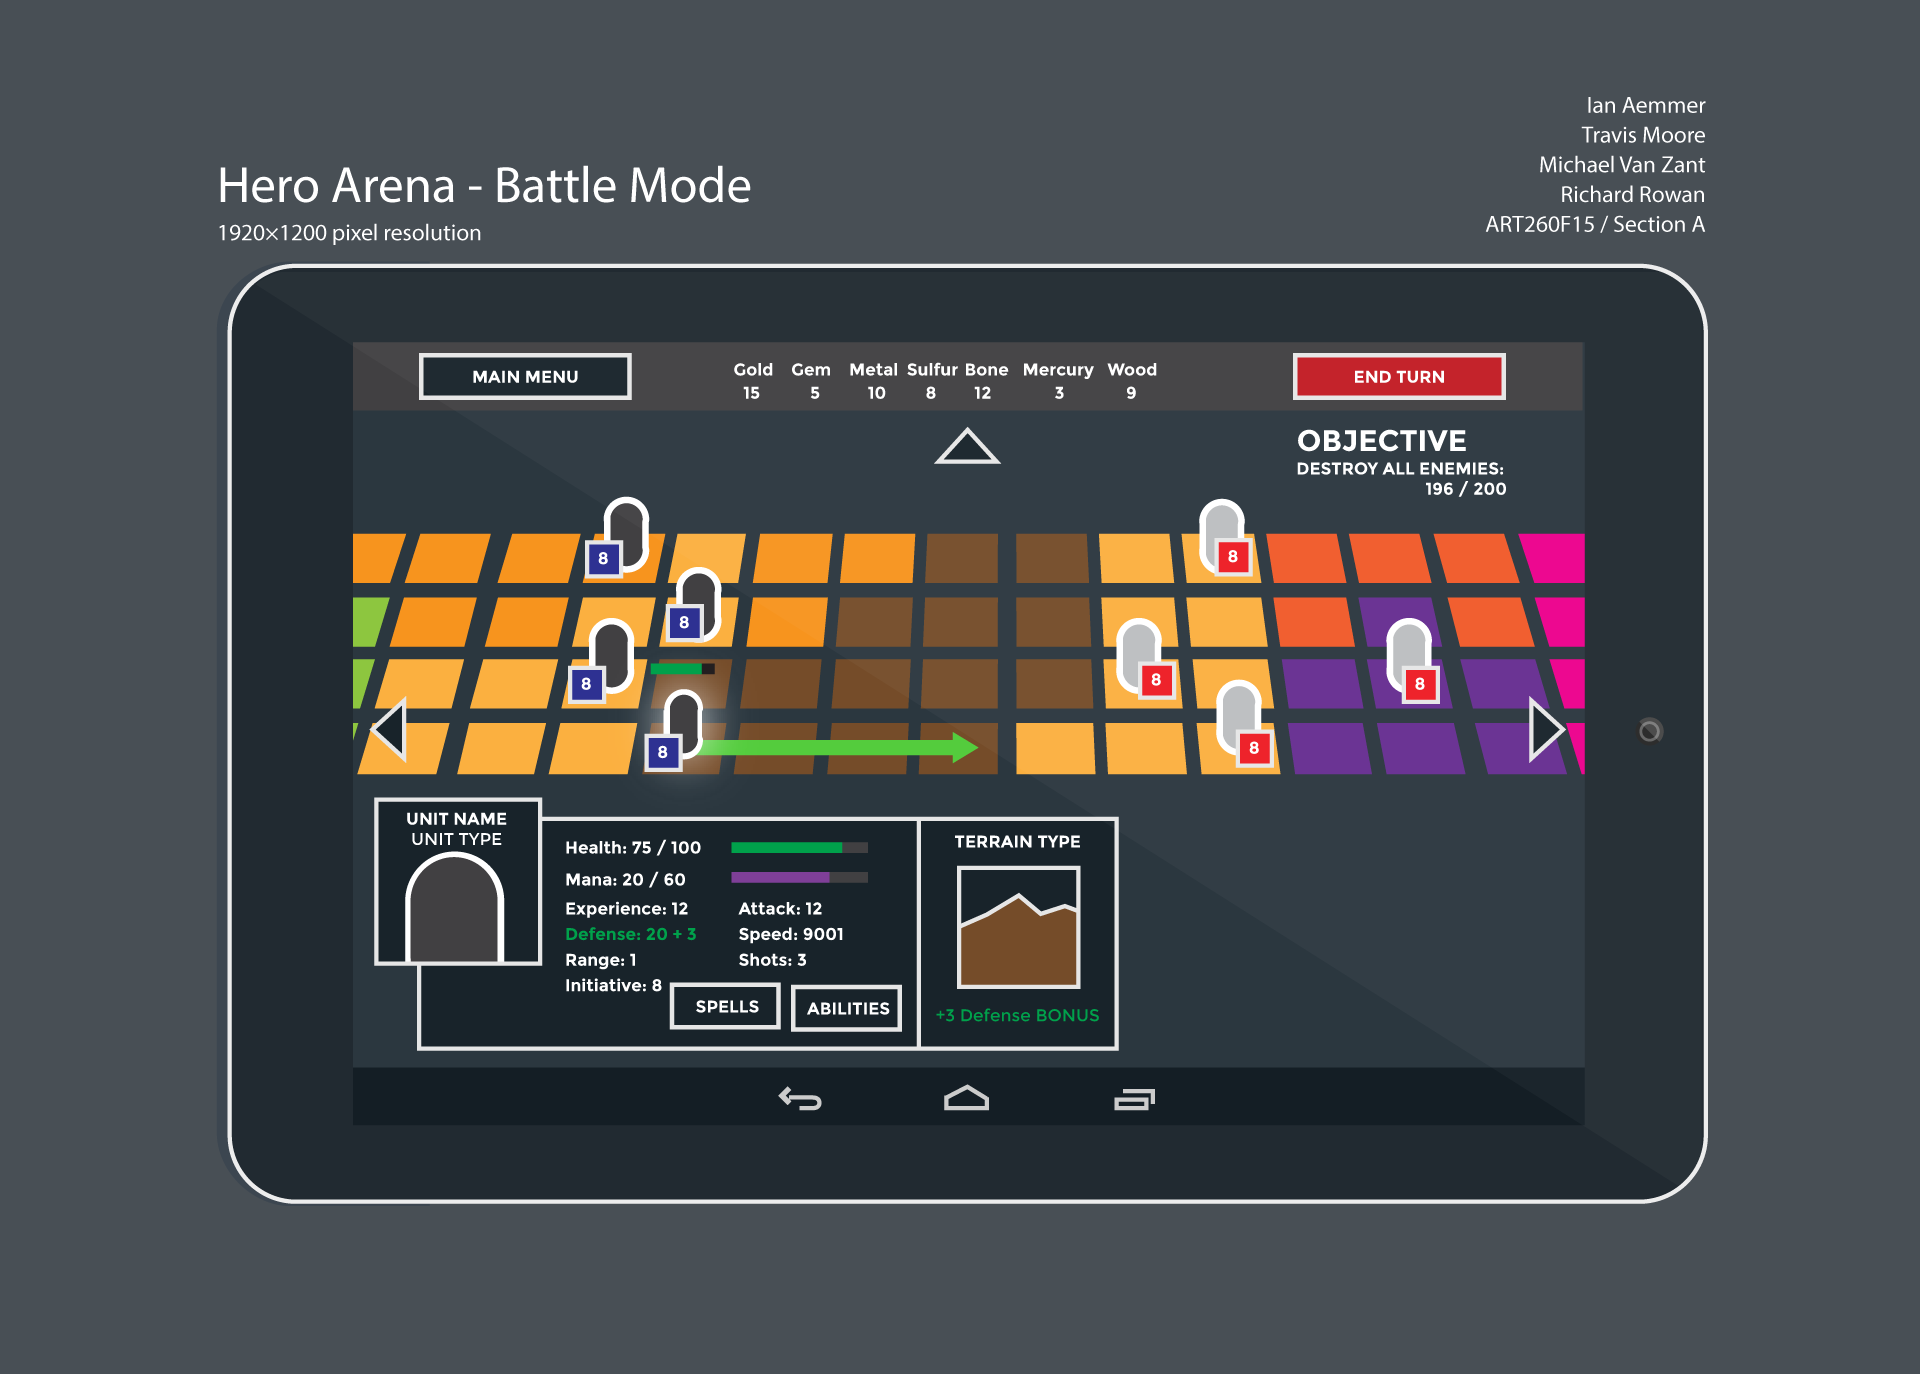 Ian Aemmer
Travis Moore
Michael Van Zant
Richard Rowan
ART260F15 / Section A
Hero Arena - Battle Mode
1920×1200 pixel resolution
MAIN MENU
Gold Gem Metal Sulfur Bone Mercury Wood
15 5 10 8 12 3 9
END TURN
OBJECTIVE
DESTROY ALL ENEMIES:
196 / 200
8
8
8
8
8
8
8
8
UNIT NAME
UNIT TYPE
Health: 75 / 100
Mana: 20 / 60
Experience: 12
Attack: 12
Defense: 20 + 3
Speed: 9001
Range: 1
Shots: 3
Initiative: 8
SPELLS
ABILITIES
TERRAIN TYPE
+3 Defense BONUS